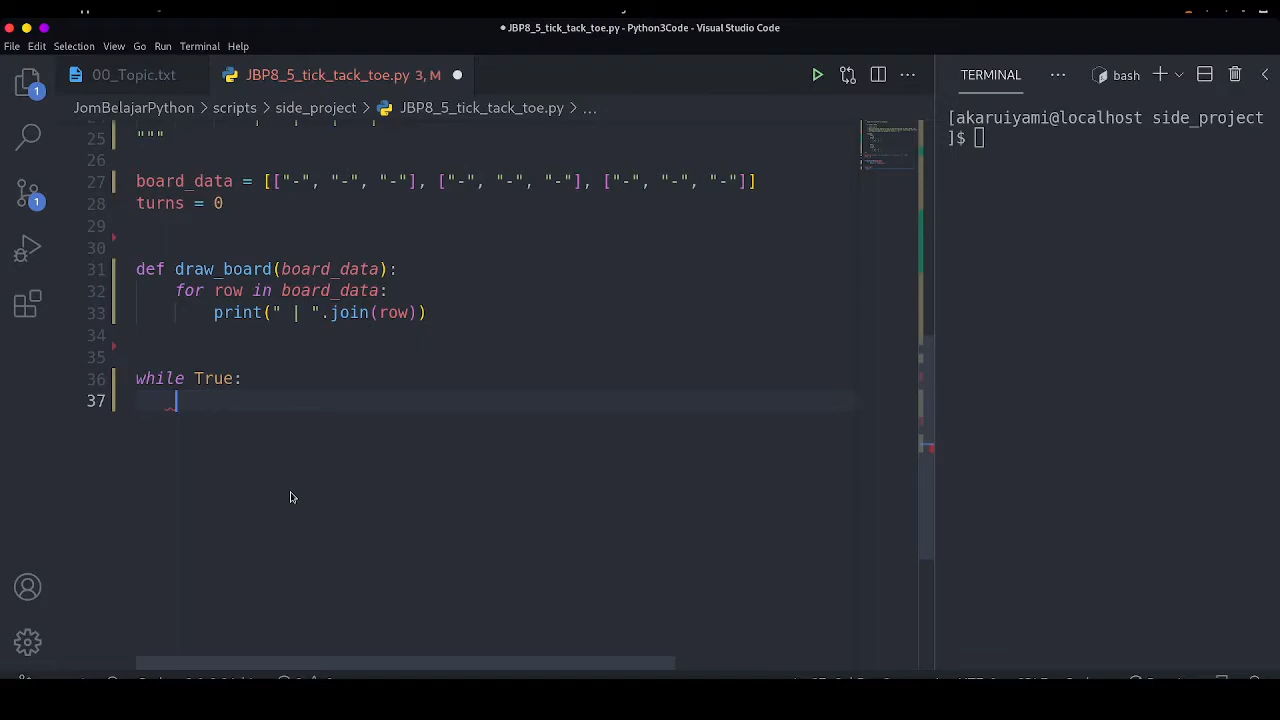 JBP8_5_tick_tack_toe.py - Python3Code - Visual Studio Code
File Edit Selection View Go Run Terminal Help
1
00_Topic.txt
JBP8_5_tick_tack_toe.py 3, M
TERMINAL
bash
JomBelajarPython > scripts > side_project > JBP8_5_tick_tack_toe.py > ...
[akaruiyami@localhost side_project
]$
25 """
26
27 board_data = [["-", "-", "-"], ["-", "-", "-"], ["-", "-", "-"]]
28 turns = 0
1
29
30
31 def draw_board(board_data):
32 for row in board_data:
33 print(" | ".join(row))
34
35
36 while True:
37